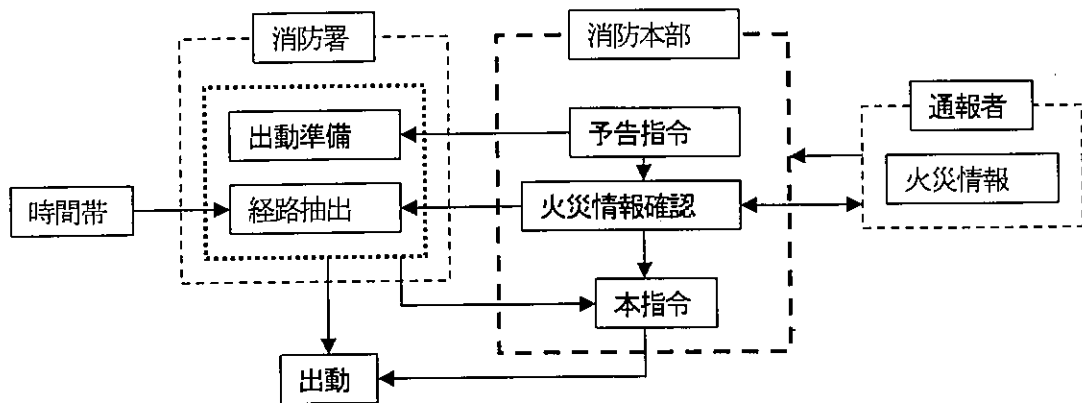 消防署
消防本部
通報者
出動準備
予告指令
火災情報
時間帯
経路抽出
火災情報確認
本指令
出動